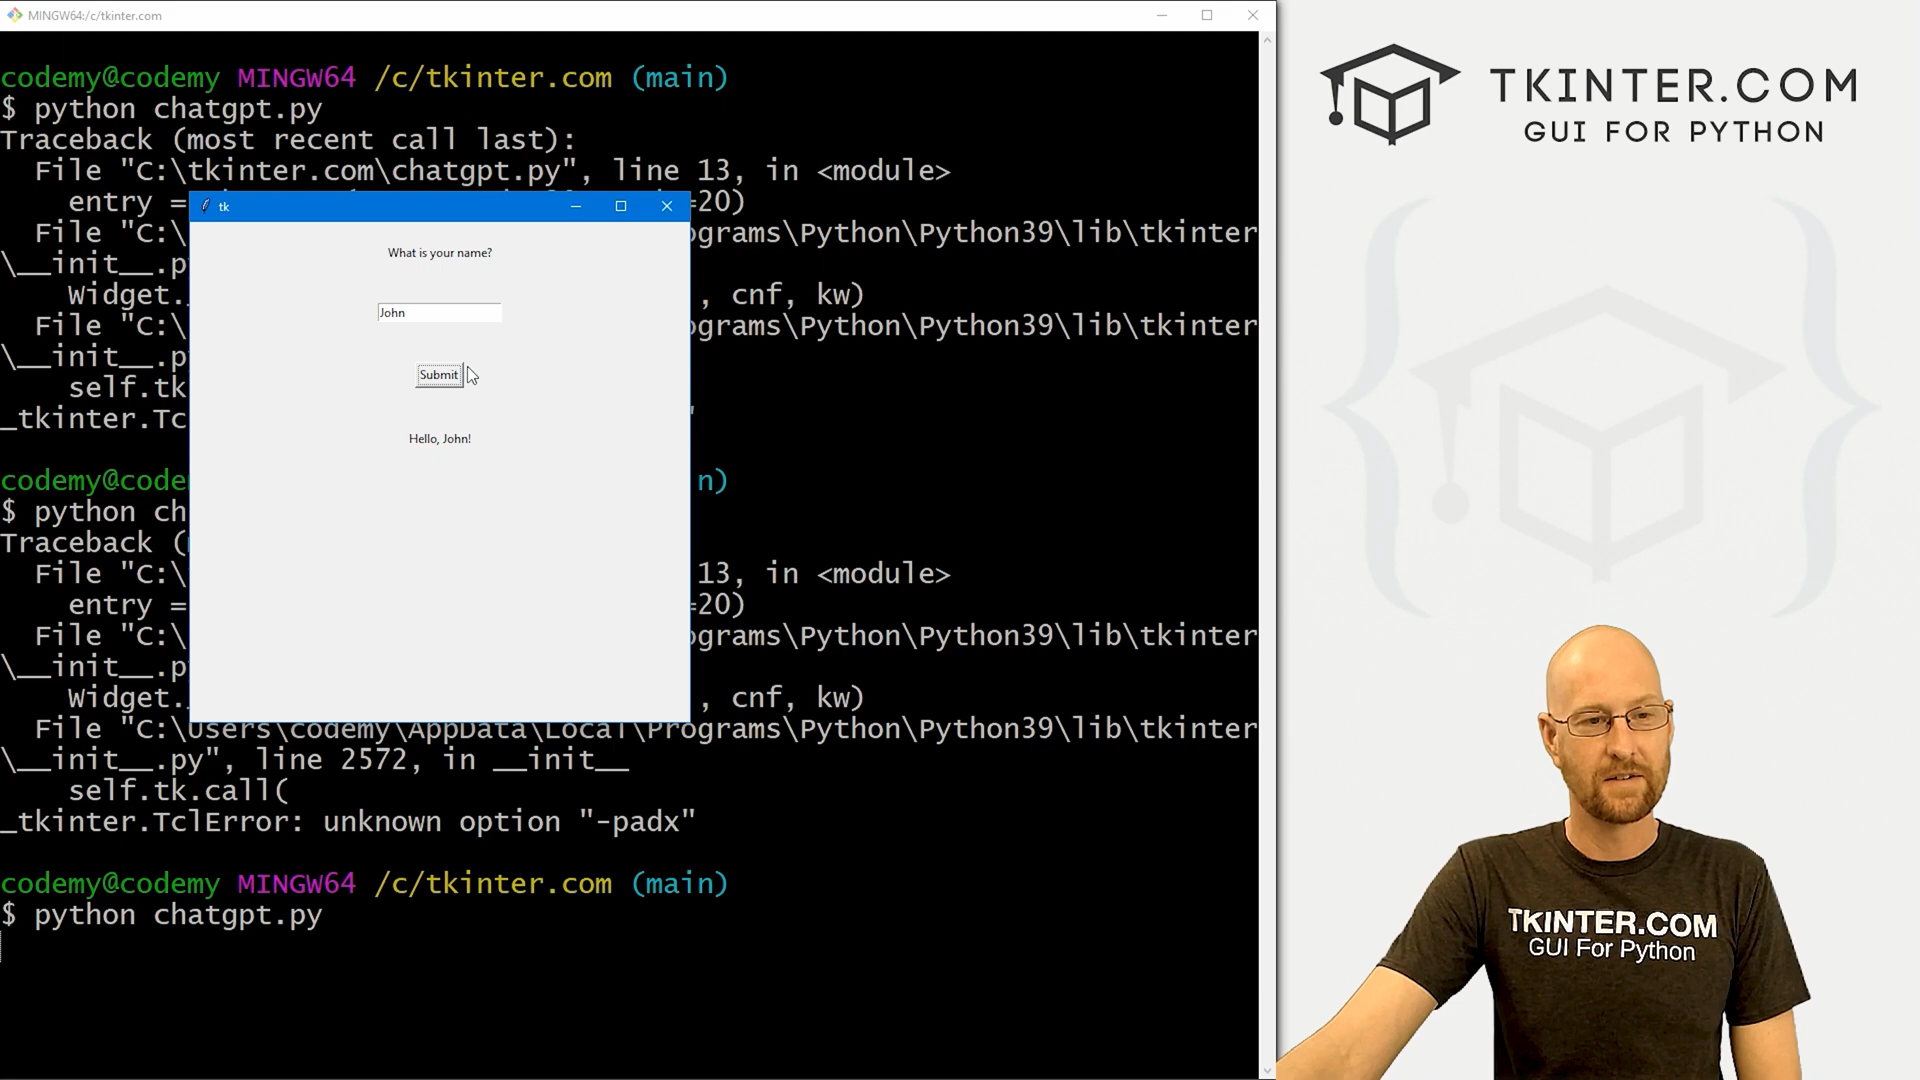 MINGW64:/c/tkinter.com
codemy@codemy MINGW64 /c/tkinter.com (main)
$ python chatgpt.py
Traceback (most recent call last):
File "C:\tkinter.com\chatgpt.py", line 13, in <module>
entry = =20)
File "C:\ ograms\Python\Python39\lib\tkinter
\__init__.py
Widget. , cnf, kw)
File "C:\ ograms\Python\Python39\lib\tkinter
\__init__.py
self.tk
_tkinter.Tc "
codemy@code n)
$ python ch
Traceback (
File "C:\ 13, in <module>
entry = =20)
File "C:\ ograms\Python\Python39\lib\tkinter
\__init__.p
Widget. , cnf, kw)
File "C:\Users\codemy\AppData\Local\Programs\Python\Python39\lib\tkinter
\__init__.py", line 2572, in __init__
self.tk.call(
_tkinter.TclError: unknown option "-padx"
codemy@codemy MINGW64 /c/tkinter.com (main)
$ python chatgpt.py
tk
What is your name?
John
Submit
Hello, John!
TKINTER.COM
GUI FOR PYTHON
TKINTER.COM
GUI For Python